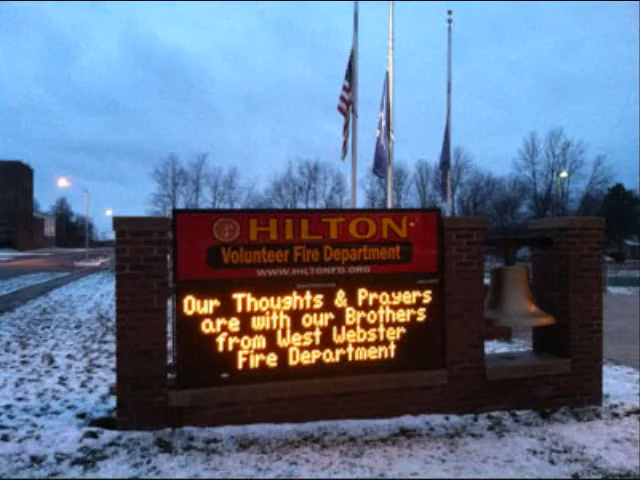 HILTON
Volunteer Fire Department
WWW.HILTONFD.ORG
Our Thoughts & Prayers
are with our Brothers
from West Webster
Fire Department